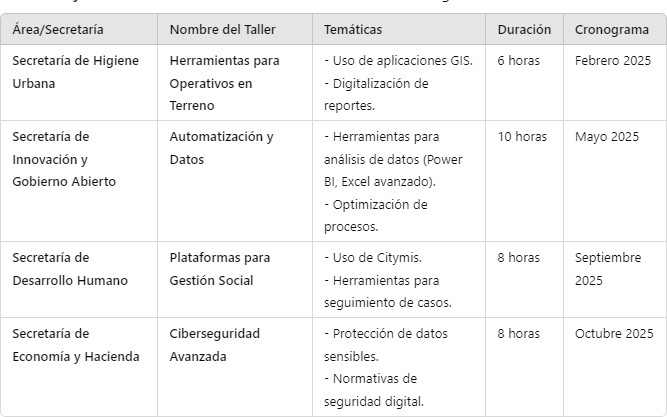 Área/Secretaría Nombre del Taller Temáticas Duración Cronograma
Secretaría de Higiene Urbana
Herramientas para Operativos en Terreno
- Uso de aplicaciones GIS.
- Digitalización de reportes.
6 horas
Febrero 2025
Secretaría de Innovación y Gobierno Abierto
Automatización y Datos
- Herramientas para análisis de datos (Power BI, Excel avanzado).
- Optimización de procesos.
10 horas
Mayo 2025
Secretaría de Desarrollo Humano
Plataformas para Gestión Social
- Uso de Citymis.
- Herramientas para seguimiento de casos.
8 horas
Septiembre 2025
Secretaría de Economía y Hacienda
Ciberseguridad Avanzada
- Protección de datos sensibles.
- Normativas de seguridad digital.
8 horas
Octubre 2025